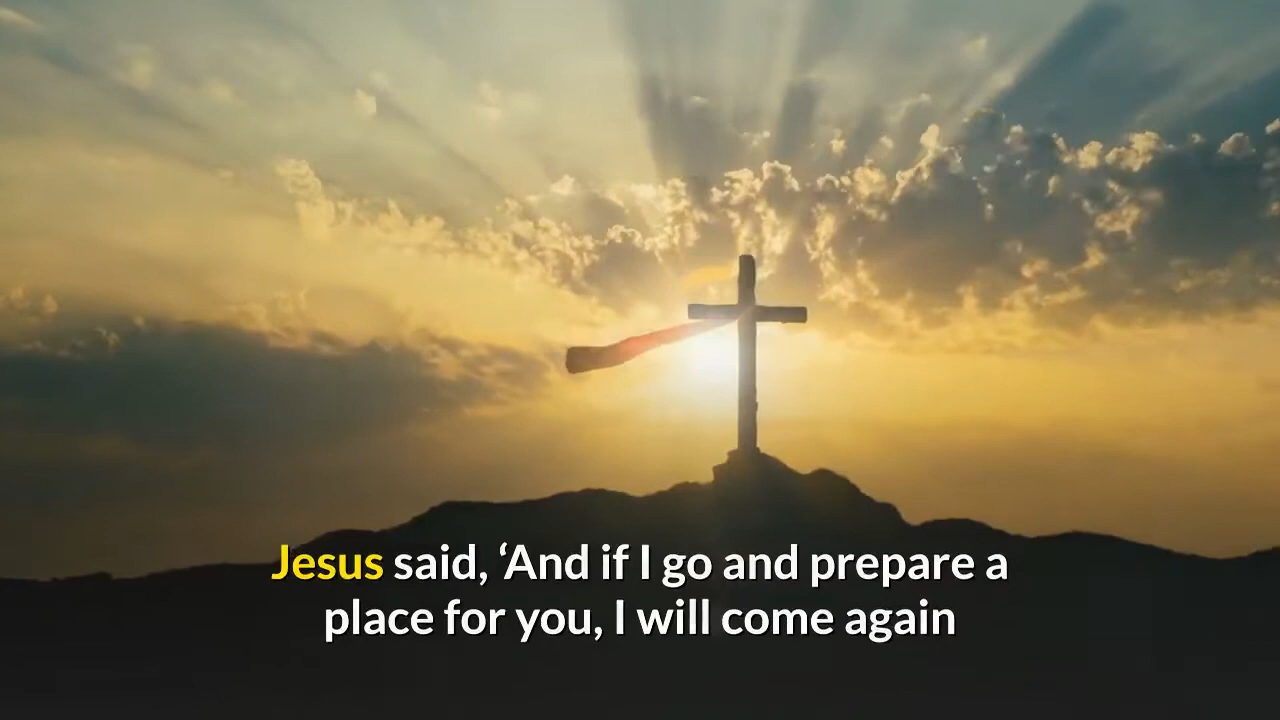 Jesus said, ‘And if I go and prepare a
place for you, I will come again